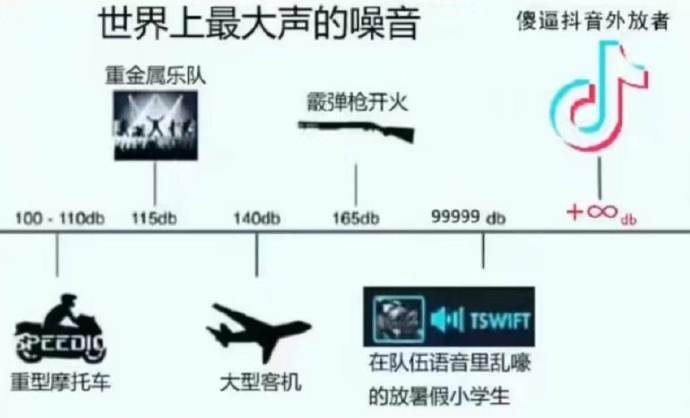 世界上最大声的噪音
傻逼抖音外放者
重金属乐队
霰弹枪开火
100 - 110db
115db
140db
165db
99999 db
+∞db
SPEEDIO
TSWIFT
重型摩托车
大型客机
在队伍语音里乱嚎
的放暑假小学生